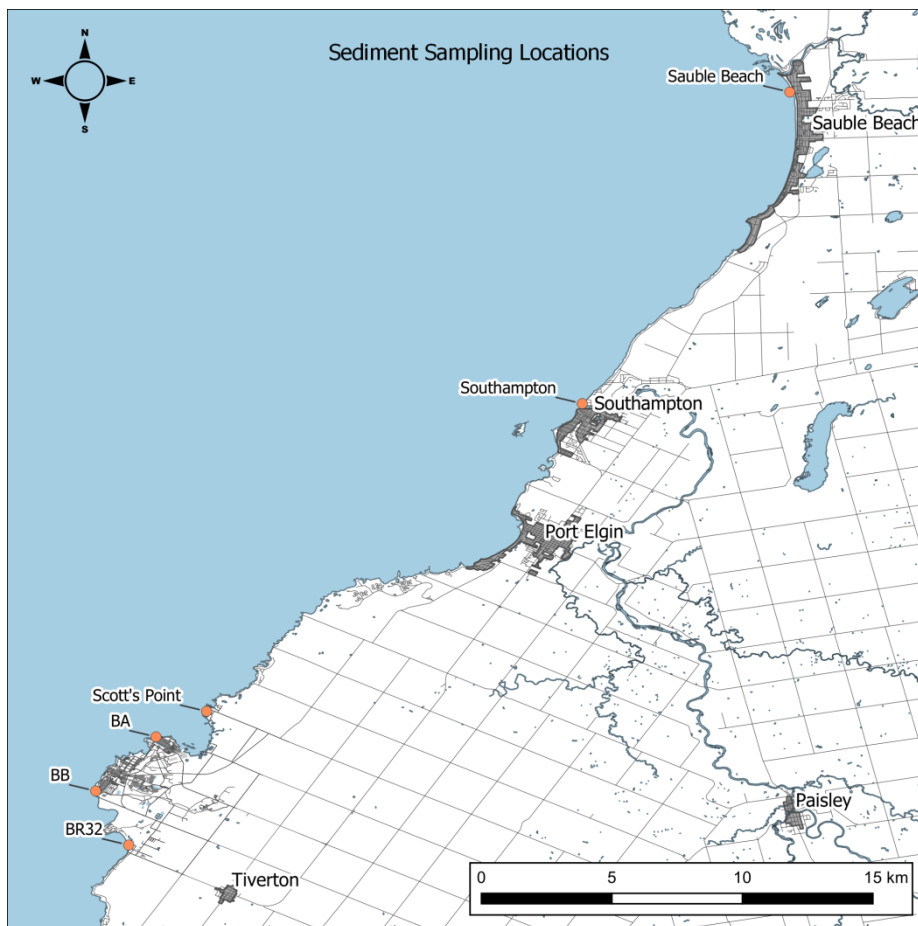 Sediment Sampling Locations
N
W E
S
Sauble Beach
Sauble Beach
Southampton
Southampton
Port Elgin
Scott's Point
BA
BB
BR32
Paisley
Tiverton
0 5 10 15 km